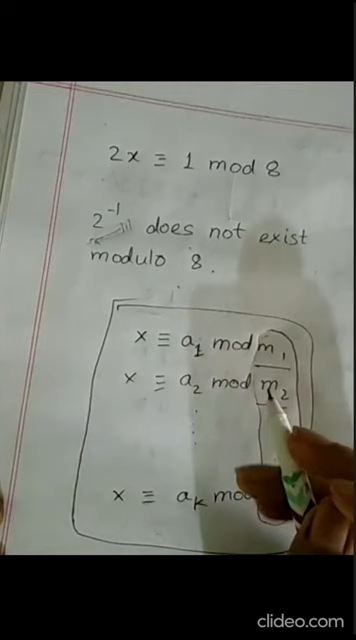 2x ≡ 1 mod 8
2⁻¹ does not exist
modulo 8.
x ≡ a₁ mod m₁
x ≡ a₂ mod m₂
⋮
x ≡ aₖ mo
clideo.com